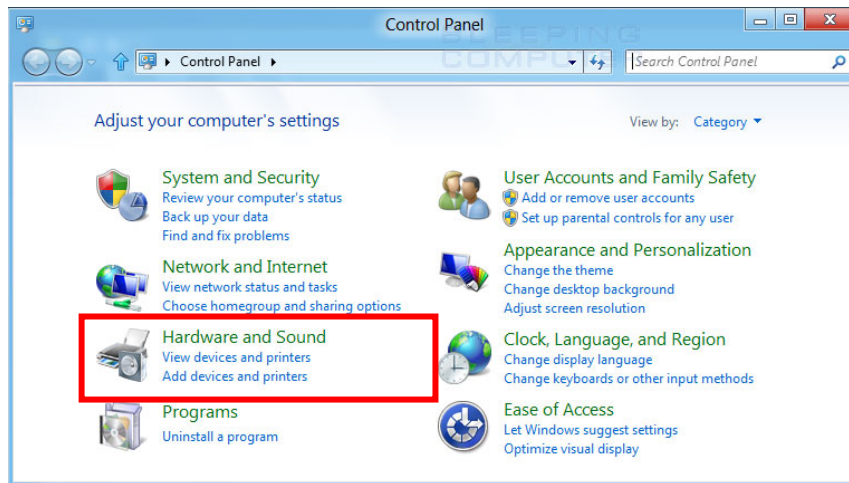 Control Panel
BLEEPING
COMPUTE
Control Panel
Search Control Panel
Adjust your computer's settings
View by: Category
System and Security
Review your computer's status
Back up your data
Find and fix problems
Network and Internet
View network status and tasks
Choose homegroup and sharing options
Hardware and Sound
View devices and printers
Add devices and printers
Programs
Uninstall a program
User Accounts and Family Safety
Add or remove user accounts
Set up parental controls for any user
Appearance and Personalization
Change the theme
Change desktop background
Adjust screen resolution
Clock, Language, and Region
Change display language
Change keyboards or other input methods
Ease of Access
Let Windows suggest settings
Optimize visual display